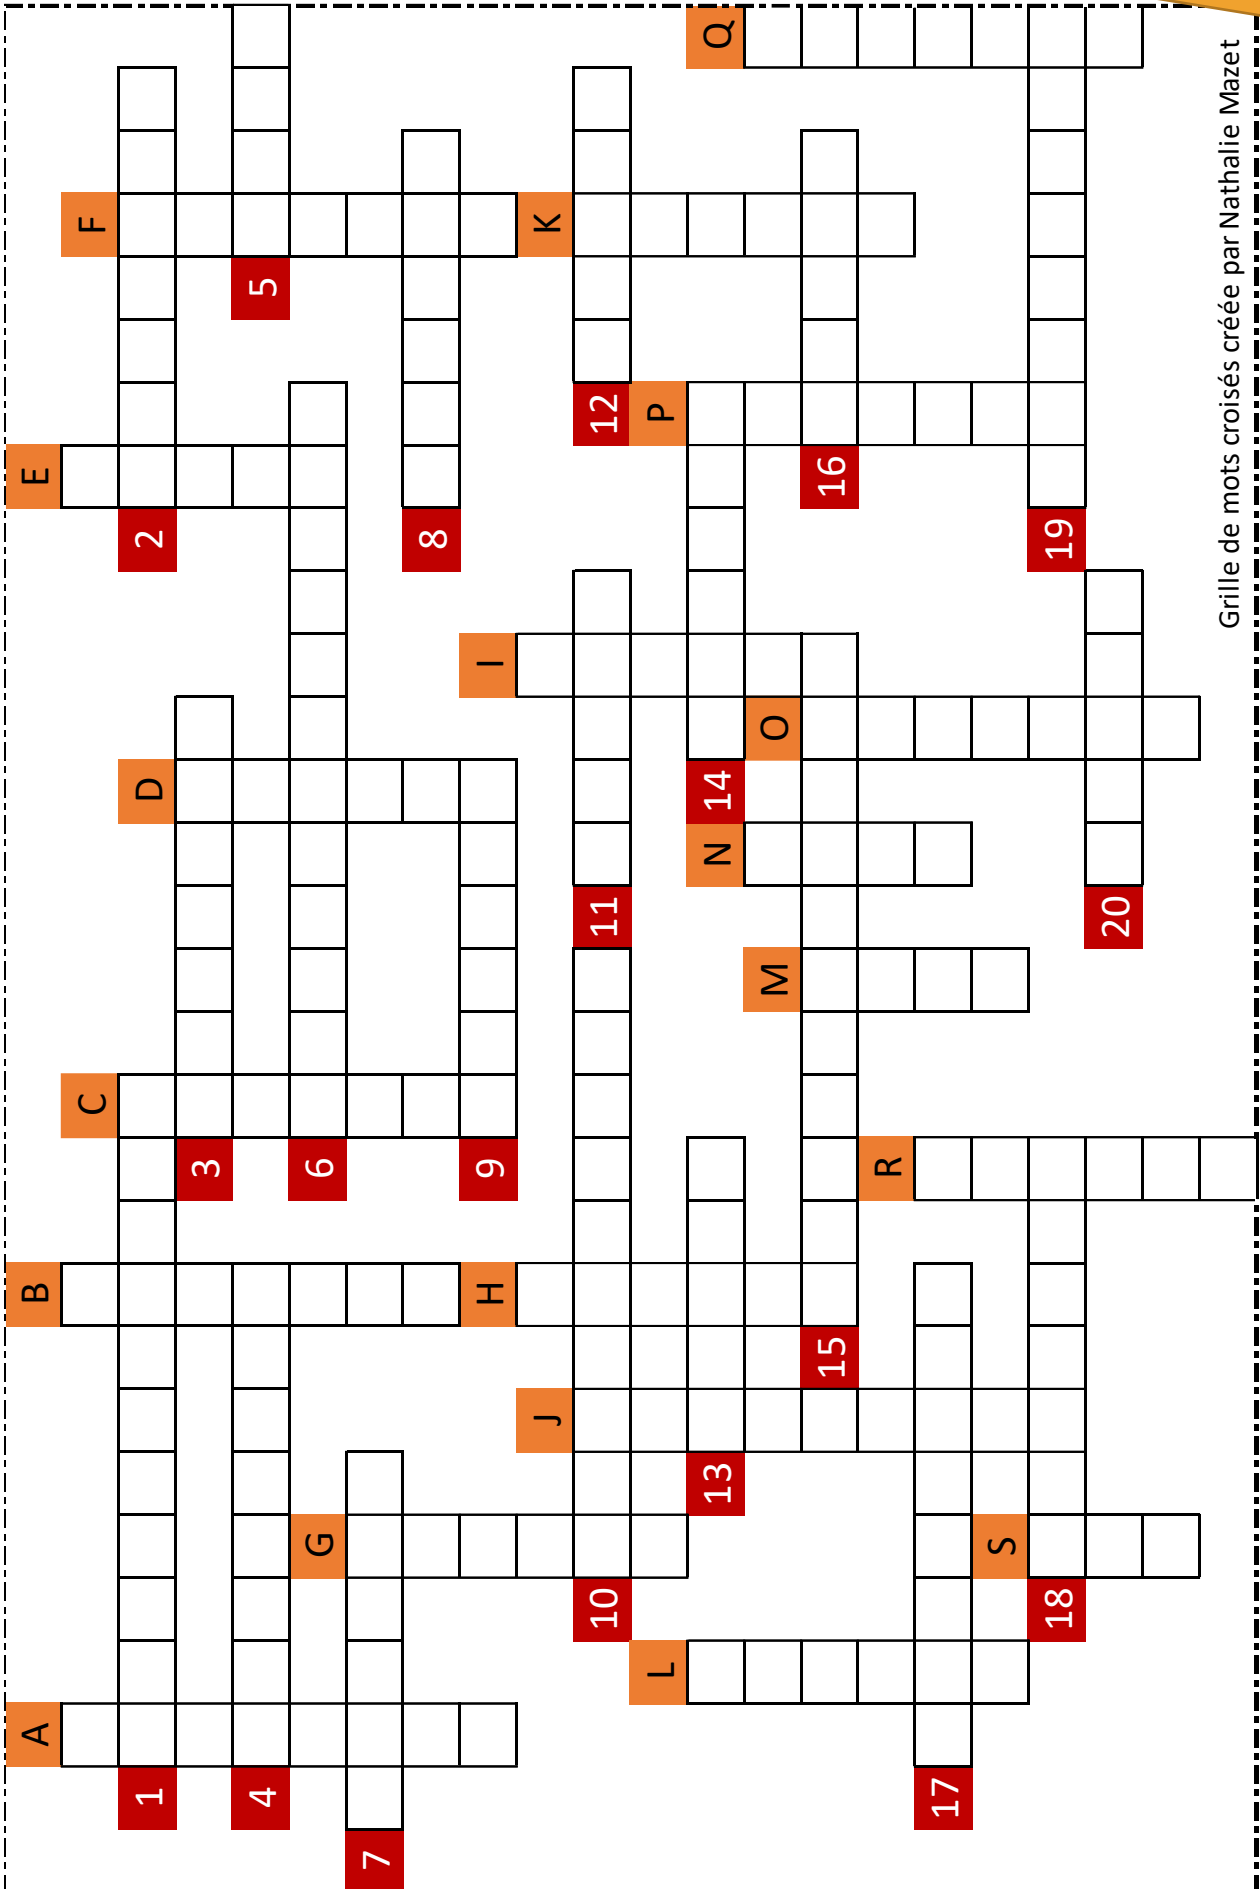 A B E
C F
1 D 2
3
4 5
G 6
7
8
H 9 I
J K
10 11 12
L P
13 N 14 Q
M O
15 16
R
17
S
18 19
20
Grille de mots croisés créée par Nathalie Mazet